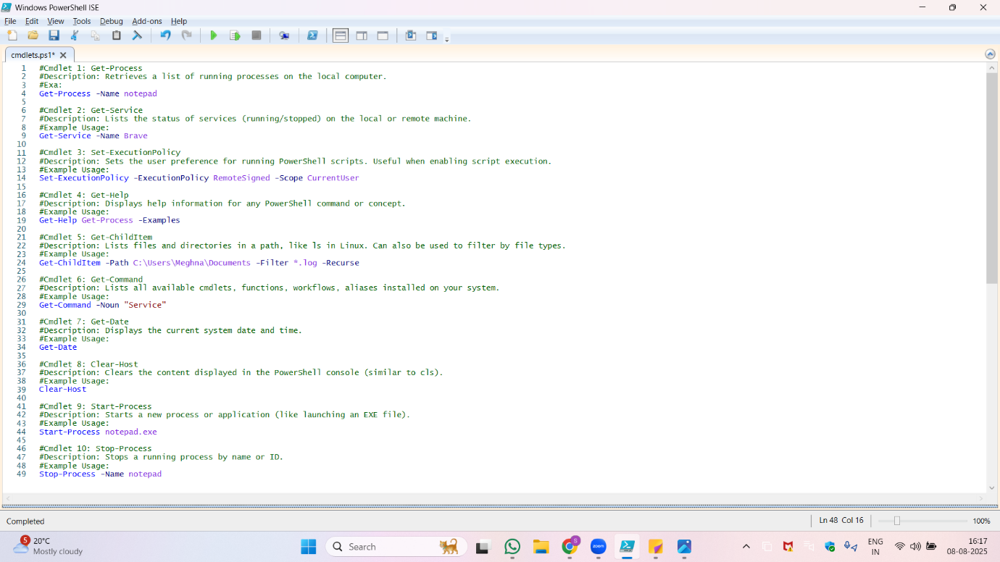 Windows PowerShell ISE
File Edit View Tools Debug Add-ons Help
cmdlets.ps1*
1 #Cmdlet 1: Get-Process
2 #Description: Retrieves a list of running processes on the local computer.
3 #Exa:
4 Get-Process -Name notepad
5
6 #Cmdlet 2: Get-Service
7 #Description: Lists the status of services (running/stopped) on the local or remote machine.
8 #Example Usage:
9 Get-Service -Name Brave
10
11 #Cmdlet 3: Set-ExecutionPolicy
12 #Description: Sets the user preference for running PowerShell scripts. Useful when enabling script execution.
13 #Example Usage:
14 Set-ExecutionPolicy -ExecutionPolicy RemoteSigned -Scope CurrentUser
15
16 #Cmdlet 4: Get-Help
17 #Description: Displays help information for any PowerShell command or concept.
18 #Example Usage:
19 Get-Help Get-Process -Examples
20
21 #Cmdlet 5: Get-ChildItem
22 #Description: Lists files and directories in a path, like ls in Linux. Can also be used to filter by file types.
23 #Example Usage:
24 Get-ChildItem -Path C:\Users\Meghna\Documents -Filter *.log -Recurse
25
26 #Cmdlet 6: Get-Command
27 #Description: Lists all available cmdlets, functions, workflows, aliases installed on your system.
28 #Example Usage:
29 Get-Command -Noun "Service"
30
31 #Cmdlet 7: Get-Date
32 #Description: Displays the current system date and time.
33 #Example Usage:
34 Get-Date
35
36 #Cmdlet 8: Clear-Host
37 #Description: Clears the content displayed in the PowerShell console (similar to cls).
38 #Example Usage:
39 Clear-Host
40
41 #Cmdlet 9: Start-Process
42 #Description: Starts a new process or application (like launching an EXE file).
43 #Example Usage:
44 Start-Process notepad.exe
45
46 #Cmdlet 10: Stop-Process
47 #Description: Stops a running process by name or ID.
48 #Example Usage:
49 Stop-Process -Name notepad
Completed
Ln 48 Col 16
100%
5
20°C
Mostly cloudy
Search
S
zoom
ENG
IN
16:17
08-08-2025